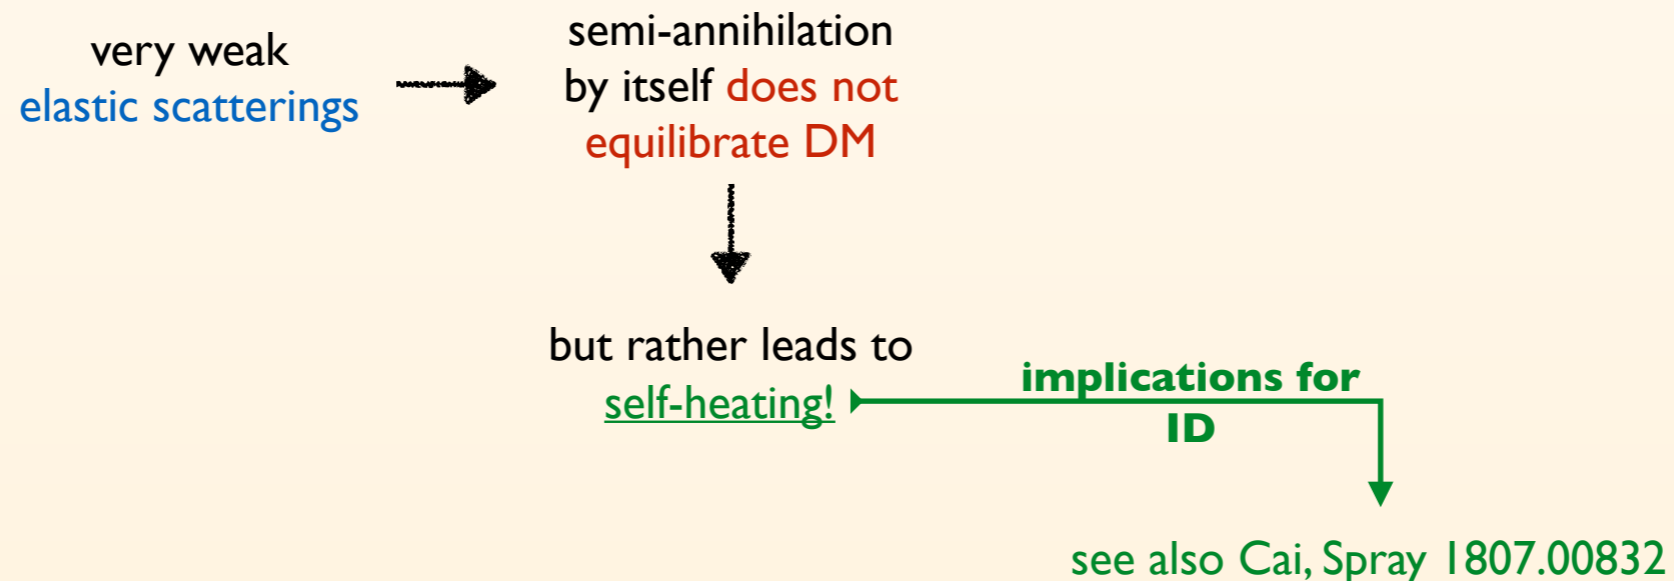 very weak
elastic scatterings
semi-annihilation
by itself does not
equilibrate DM
but rather leads to
self-heating!
implications for
ID
see also Cai, Spray 1807.00832